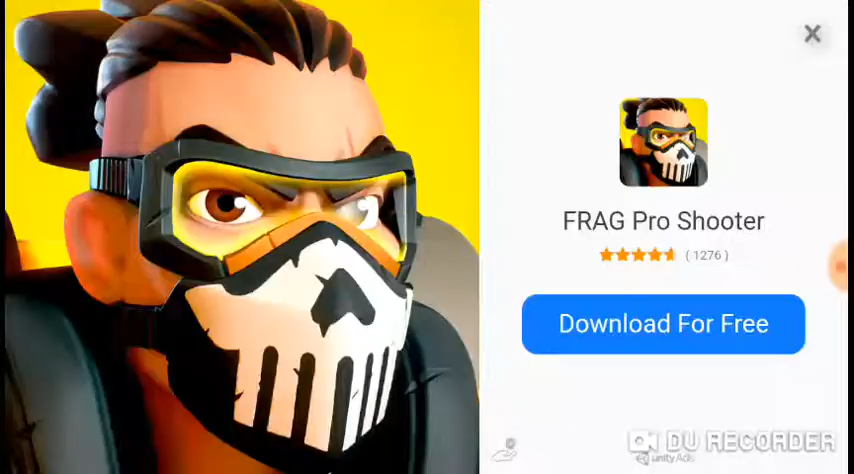 FRAG Pro Shooter
( 1276 )
Download For Free
DU RECORDER
unity Ads